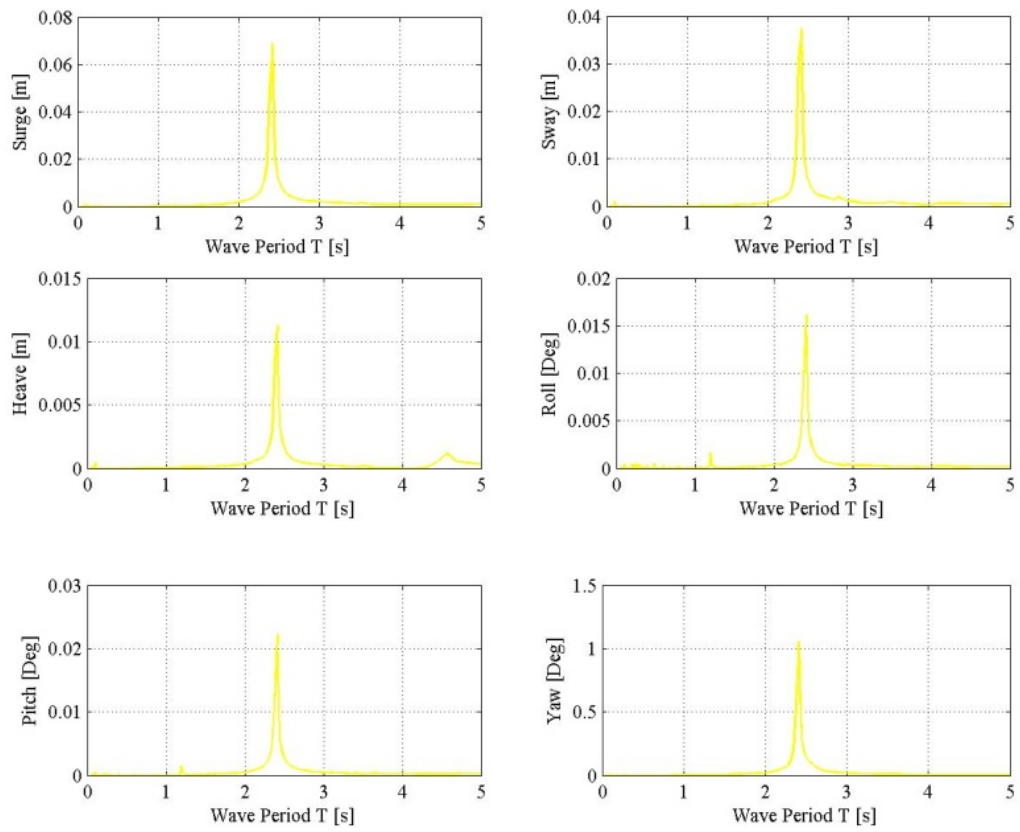 0.08
0.06
0.04
0.02
0
Surge [m]
0 1 2 3 4 5
Wave Period T [s]
0.04
0.03
0.02
0.01
0
Sway [m]
0 1 2 3 4 5
Wave Period T [s]
0.015
0.01
0.005
0
Heave [m]
0 1 2 3 4 5
Wave Period T [s]
0.02
0.015
0.01
0.005
0
Roll [Deg]
0 1 2 3 4 5
Wave Period T [s]
0.03
0.02
0.01
0
Pitch [Deg]
0 1 2 3 4 5
Wave Period T [s]
1.5
1
0.5
0
Yaw [Deg]
0 1 2 3 4 5
Wave Period T [s]